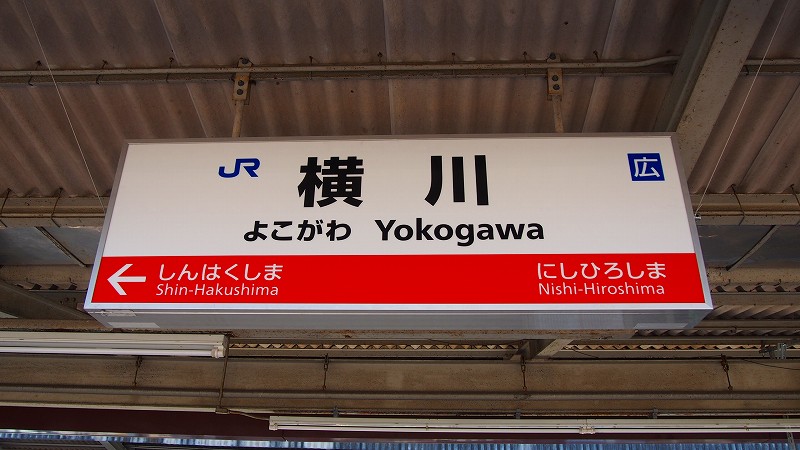 JR 横川 広
よこがわ Yokogawa
しんはくしま にしひろしま
Shin-Hakushima Nishi-Hiroshima